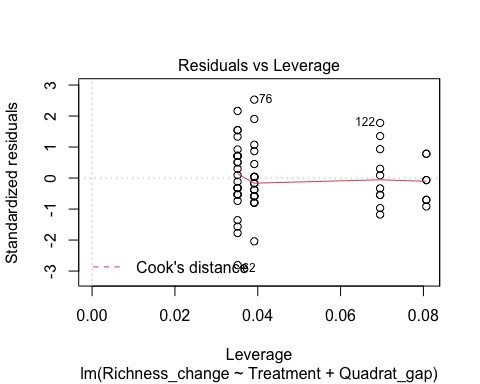 Residuals vs Leverage
Standardized residuals
3
2
1
0
-1
-2
-3
76
122
62
Cook's distance
0.00 0.02 0.04 0.06 0.08
Leverage
lm(Richness_change ~ Treatment + Quadrat_gap)